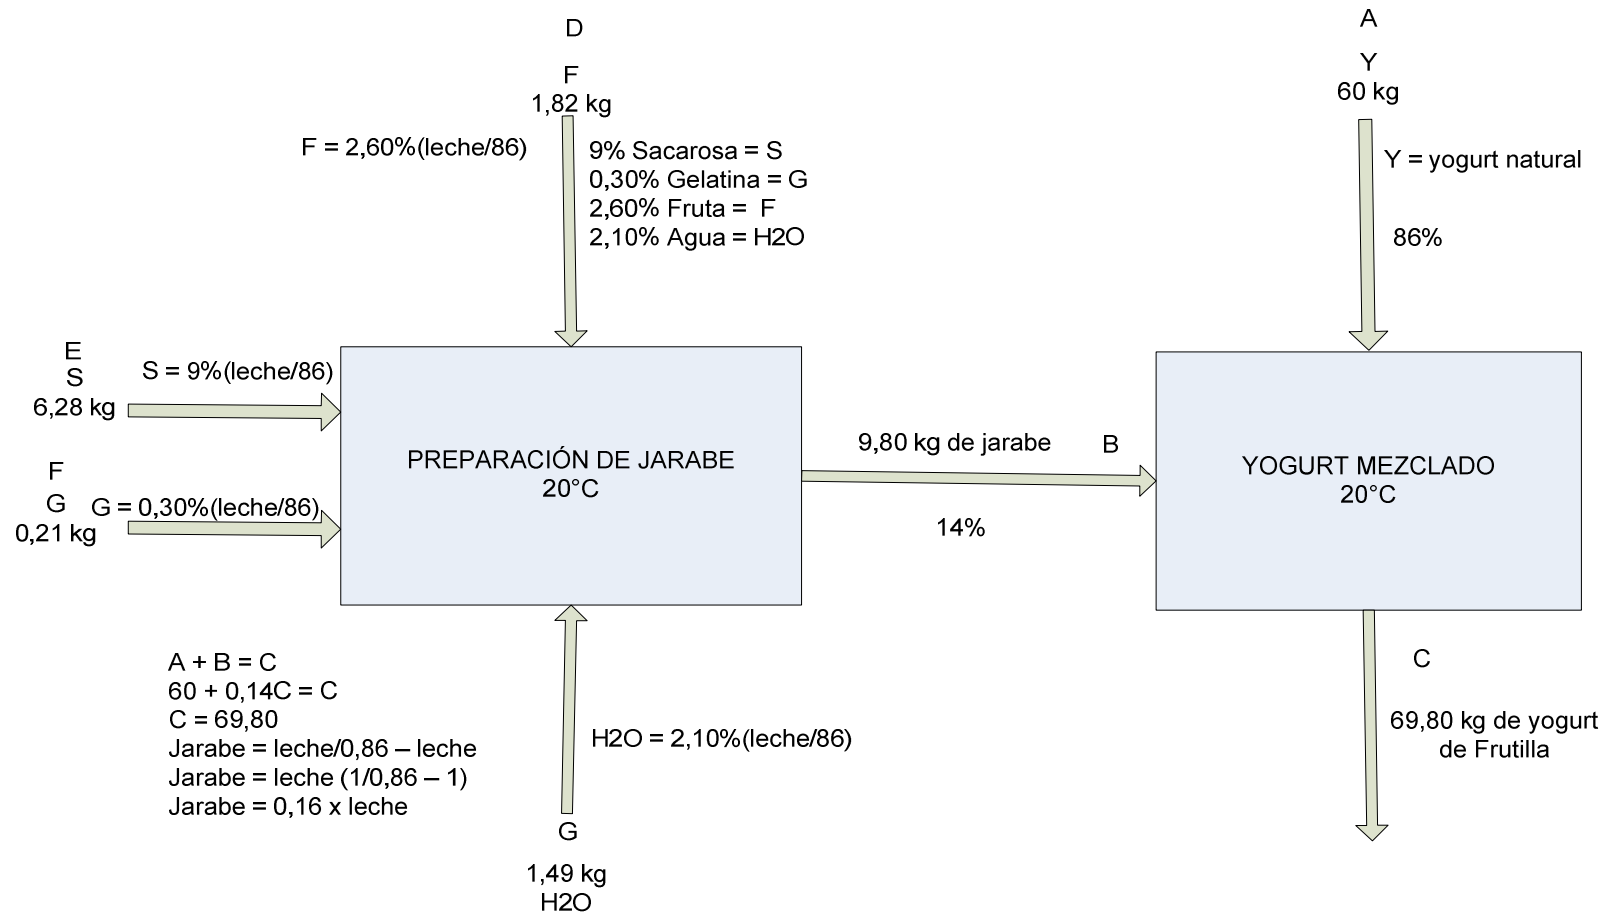 D
F
1,82 kg
F = 2,60%(leche/86)
9% Sacarosa = S
0,30% Gelatina = G
2,60% Fruta =  F
2,10% Agua = H2O
A
Y
60 kg
Y = yogurt natural
86%
E
S
6,28 kg
S = 9%(leche/86)
F
G
0,21 kg
G = 0,30%(leche/86)
PREPARACIÓN DE JARABE
20°C
9,80 kg de jarabe
B
14%
YOGURT MEZCLADO
20°C
A + B = C
60 + 0,14C = C
C = 69,80
Jarabe = leche/0,86 – leche
Jarabe = leche (1/0,86 – 1)
Jarabe = 0,16 x leche
H2O = 2,10%(leche/86)
G
1,49 kg
H2O
C
69,80 kg de yogurt
de Frutilla